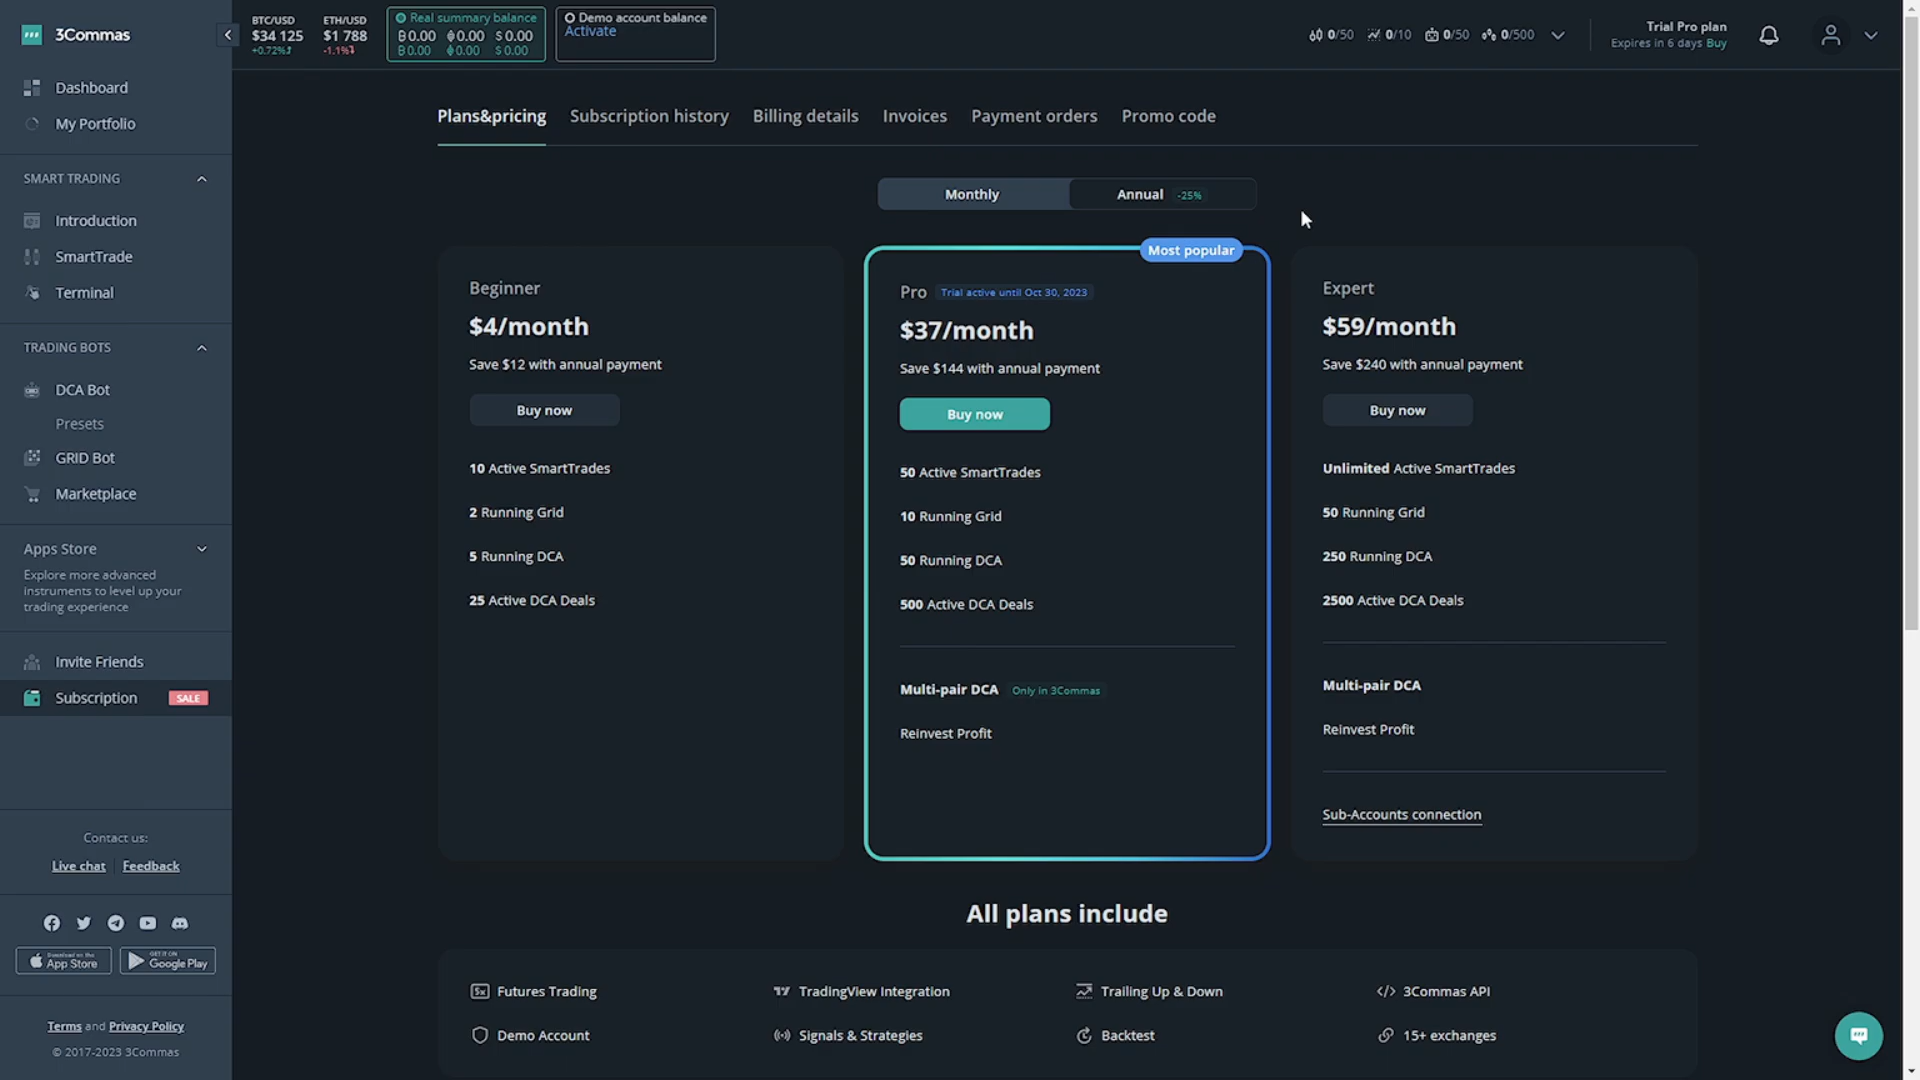 3Commas
BTC/USD
$34 125
+0.72%
ETH/USD
$1 788
-1.1%
Real summary balance
0.00 0.00 $ 0.00
0.00 0.00 $ 0.00
Demo account balance
Activate
0/50 0/10 0/50 0/500
Trial Pro plan
Expires in 6 days Buy
Dashboard
My Portfolio
SMART TRADING
Introduction
SmartTrade
Terminal
TRADING BOTS
DCA Bot
Presets
GRID Bot
Marketplace
Apps Store
Explore more advanced
instruments to level up your
trading experience
Invite Friends
Subscription SALE
Contact us:
Live chat Feedback
Download on the
App Store
GET IT ON
Google Play
Terms and Privacy Policy
© 2017-2023 3Commas
Plans&pricing Subscription history Billing details Invoices Payment orders Promo code
Monthly Annual -25%
Beginner
$4/month
Save $12 with annual payment
Buy now
10 Active SmartTrades
2 Running Grid
5 Running DCA
25 Active DCA Deals
Most popular
Pro Trial active until Oct 30, 2023
$37/month
Save $144 with annual payment
Buy now
50 Active SmartTrades
10 Running Grid
50 Running DCA
500 Active DCA Deals
Multi-pair DCA Only in 3Commas
Reinvest Profit
Expert
$59/month
Save $240 with annual payment
Buy now
Unlimited Active SmartTrades
50 Running Grid
250 Running DCA
2500 Active DCA Deals
Multi-pair DCA
Reinvest Profit
Sub-Accounts connection
All plans include
Futures Trading TradingView Integration Trailing Up & Down 3Commas API
Demo Account Signals & Strategies Backtest 15+ exchanges